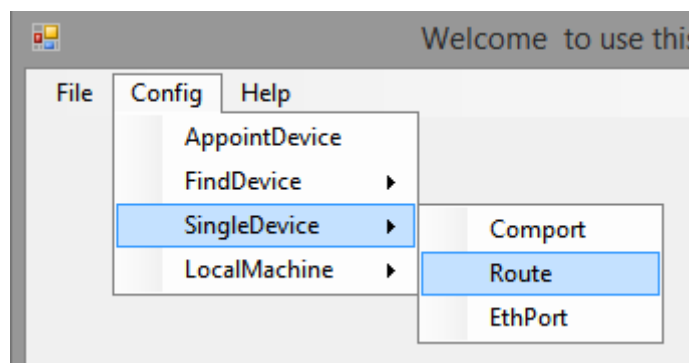 Welcome  to use this
File Config Help
AppointDevice
FindDevice
SingleDevice
Comport
LocalMachine
Route
EthPort